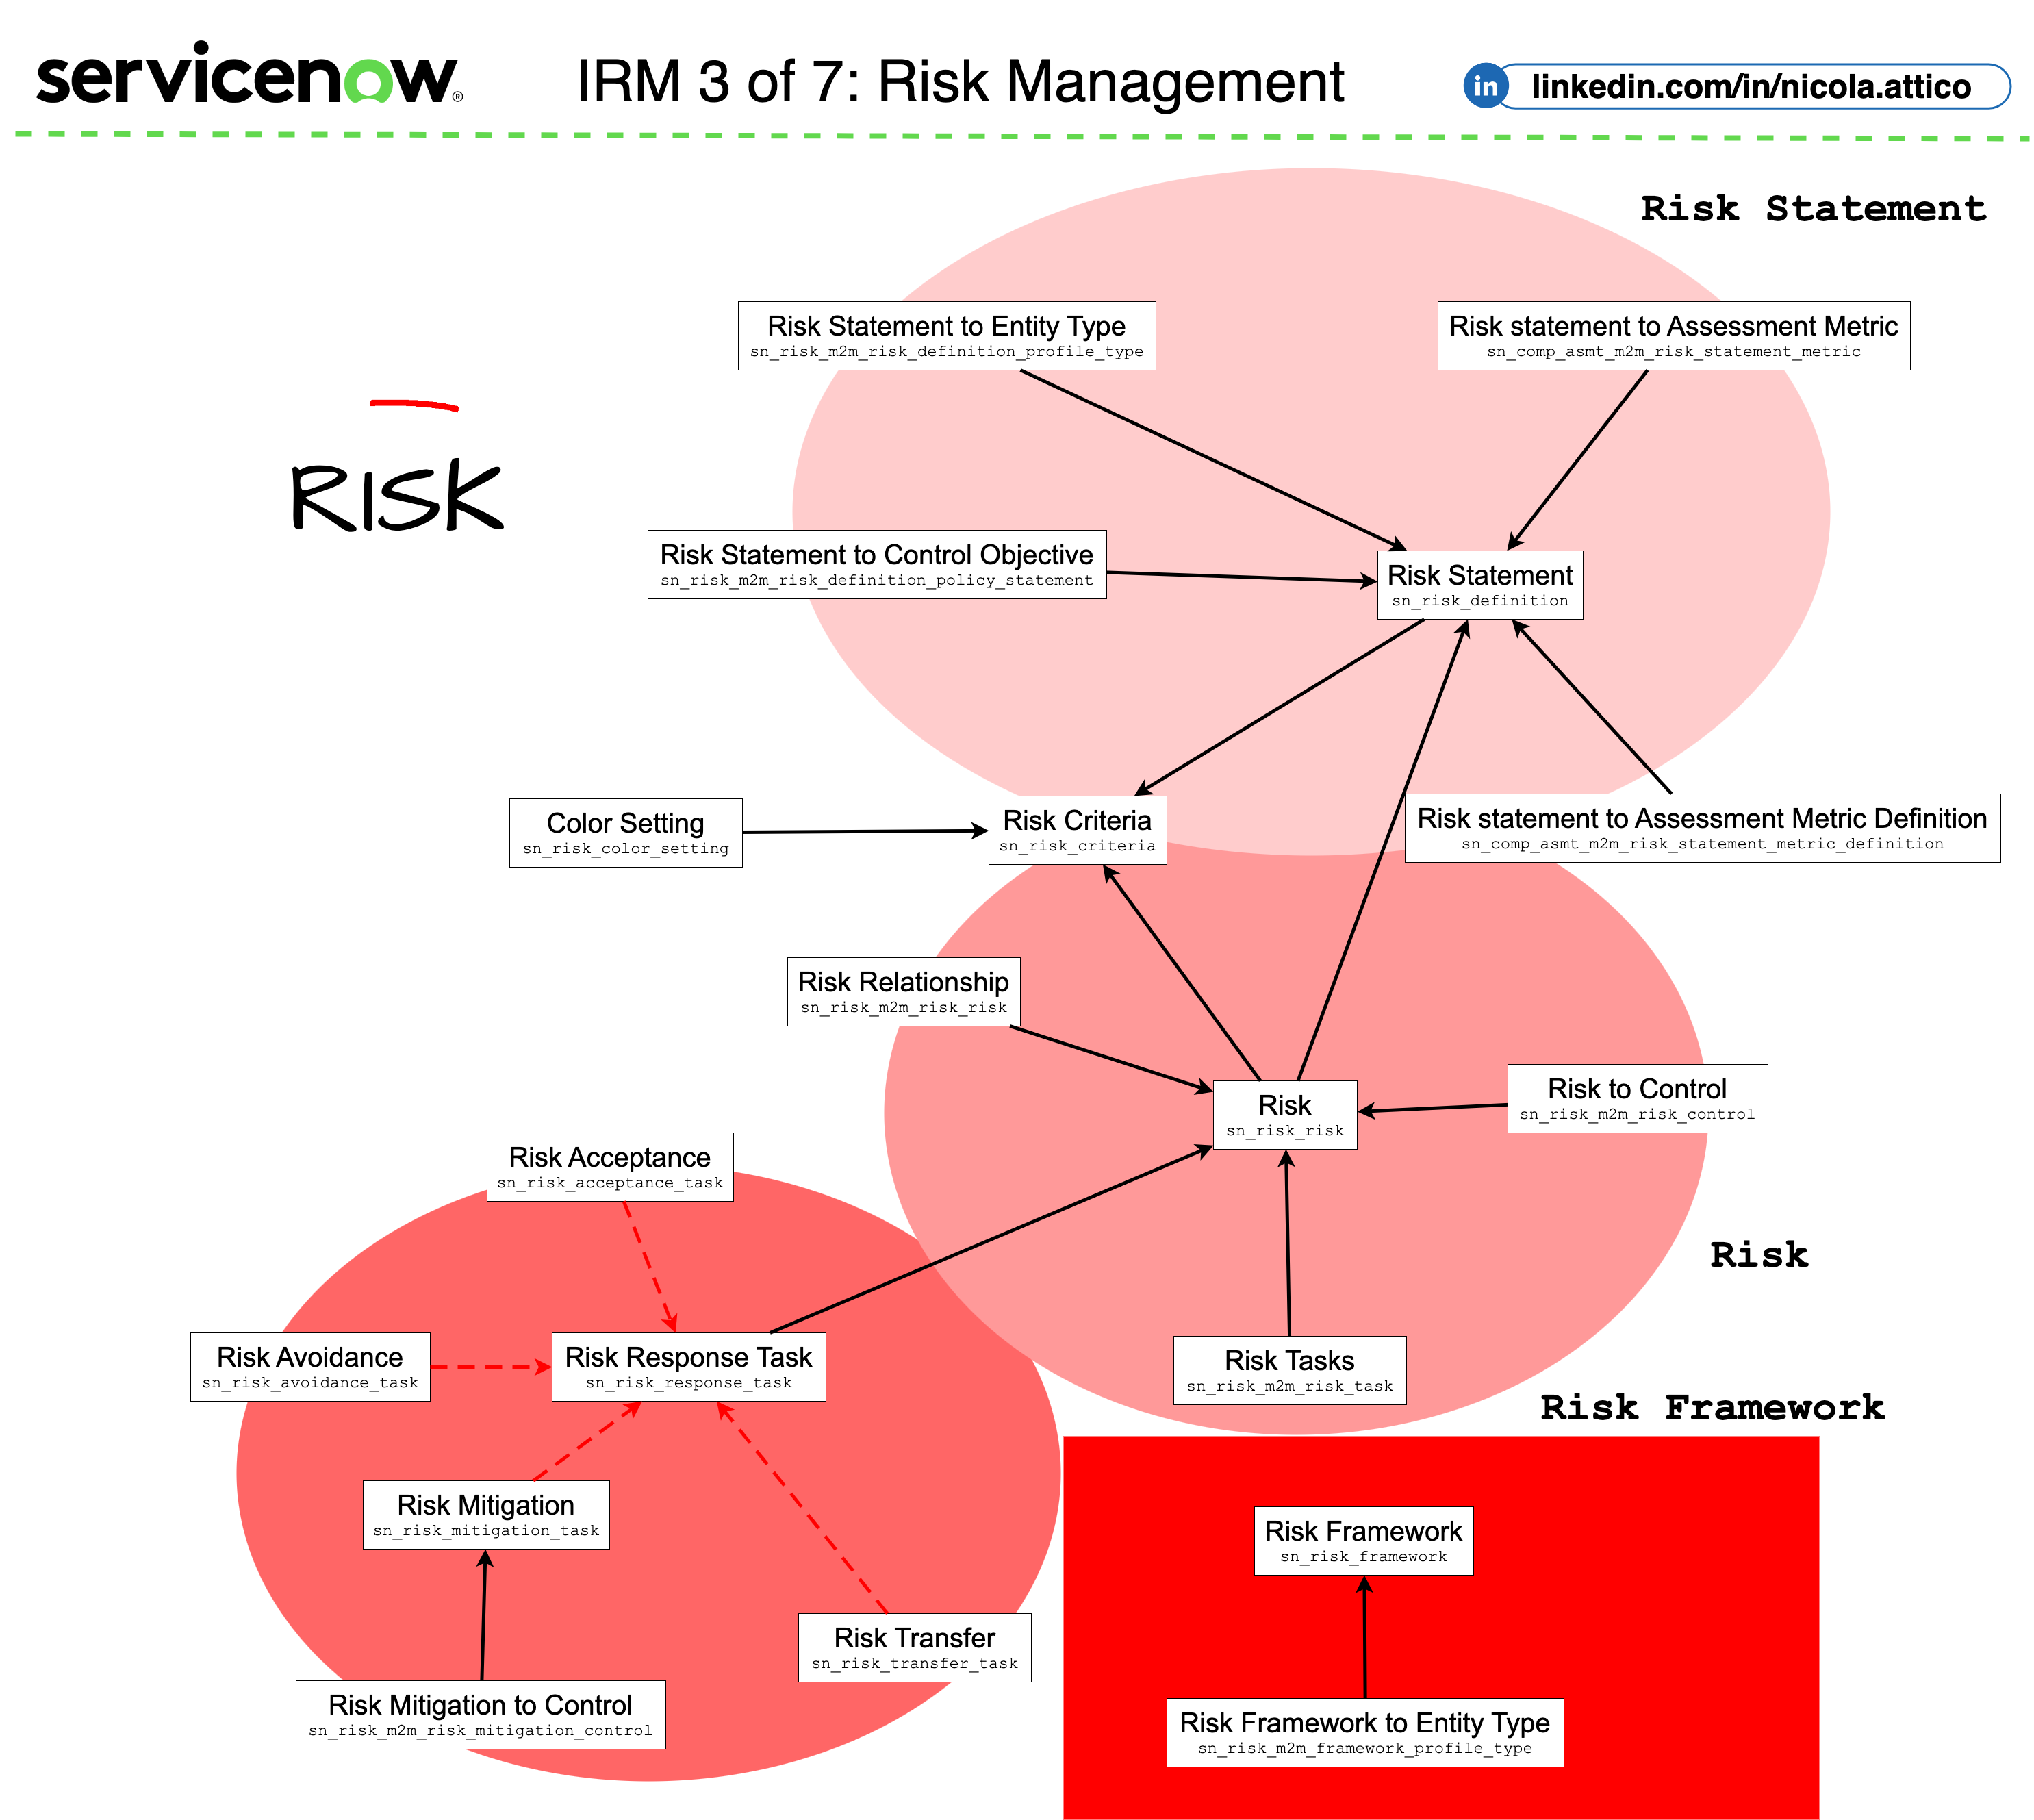 servicenow®
IRM 3 of 7: Risk Management
in
linkedin.com/in/nicola.attico
Risk Statement
Risk Statement to Entity Type
sn_risk_m2m_risk_definition_profile_type
Risk statement to Assessment Metric
sn_comp_asmt_m2m_risk_statement_metric
RISK
Risk Statement to Control Objective
sn_risk_m2m_risk_definition_policy_statement
Risk Statement
sn_risk_definition
Color Setting
sn_risk_color_setting
Risk Criteria
sn_risk_criteria
Risk statement to Assessment Metric Definition
sn_comp_asmt_m2m_risk_statement_metric_definition
Risk Relationship
sn_risk_m2m_risk_risk
Risk
sn_risk_risk
Risk to Control
sn_risk_m2m_risk_control
Risk Acceptance
sn_risk_acceptance_task
Risk
Risk Avoidance
sn_risk_avoidance_task
Risk Response Task
sn_risk_response_task
Risk Tasks
sn_risk_m2m_risk_task
Risk Framework
Risk Mitigation
sn_risk_mitigation_task
Risk Framework
sn_risk_framework
Risk Transfer
sn_risk_transfer_task
Risk Mitigation to Control
sn_risk_m2m_risk_mitigation_control
Risk Framework to Entity Type
sn_risk_m2m_framework_profile_type